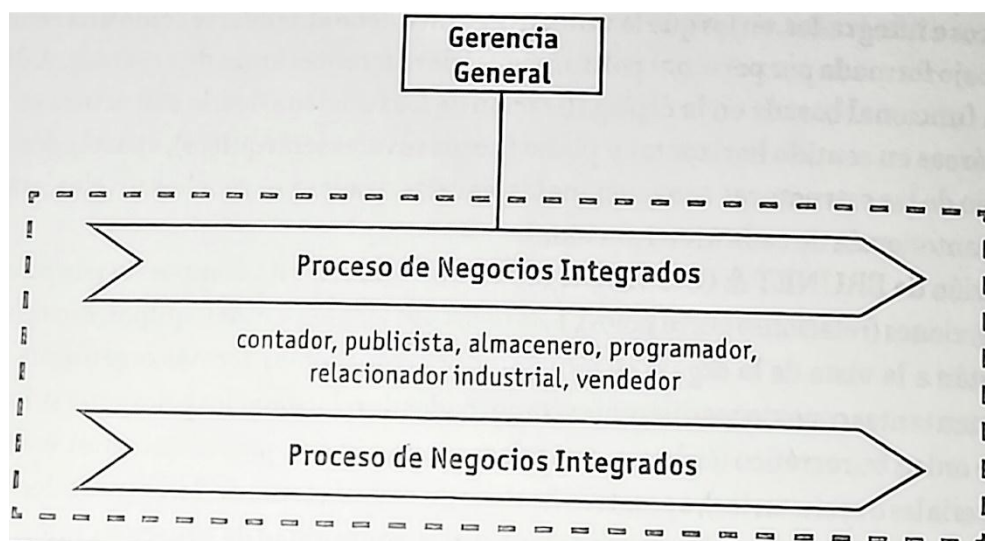 Gerencia
General
Proceso de Negocios Integrados
contador, publicista, almacenero, programador,
relacionador industrial, vendedor
Proceso de Negocios Integrados